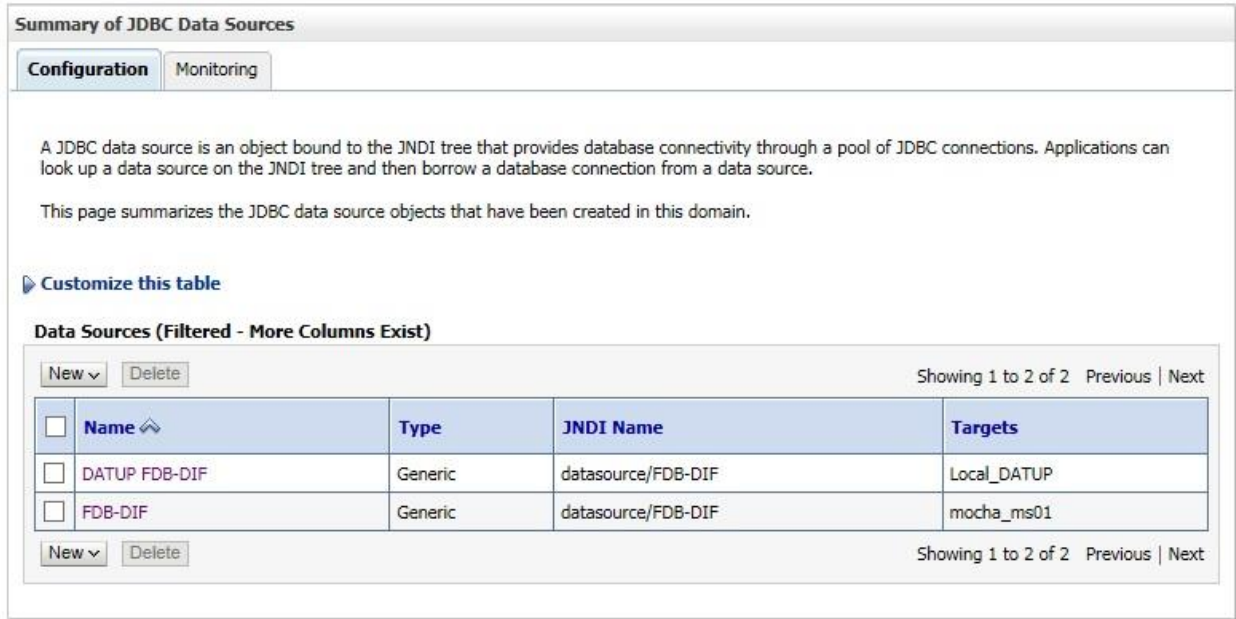 Summary of JDBC Data Sources
Configuration Monitoring
A JDBC data source is an object bound to the JNDI tree that provides database connectivity through a pool of JDBC connections. Applications can
look up a data source on the JNDI tree and then borrow a database connection from a data source.
This page summarizes the JDBC data source objects that have been created in this domain.
Customize this table
Data Sources (Filtered - More Columns Exist)
New Delete Showing 1 to 2 of 2 Previous | Next
Name Type JNDI Name Targets
DATUP FDB-DIF Generic datasource/FDB-DIF Local_DATUP
FDB-DIF Generic datasource/FDB-DIF mocha_ms01
New Delete Showing 1 to 2 of 2 Previous | Next